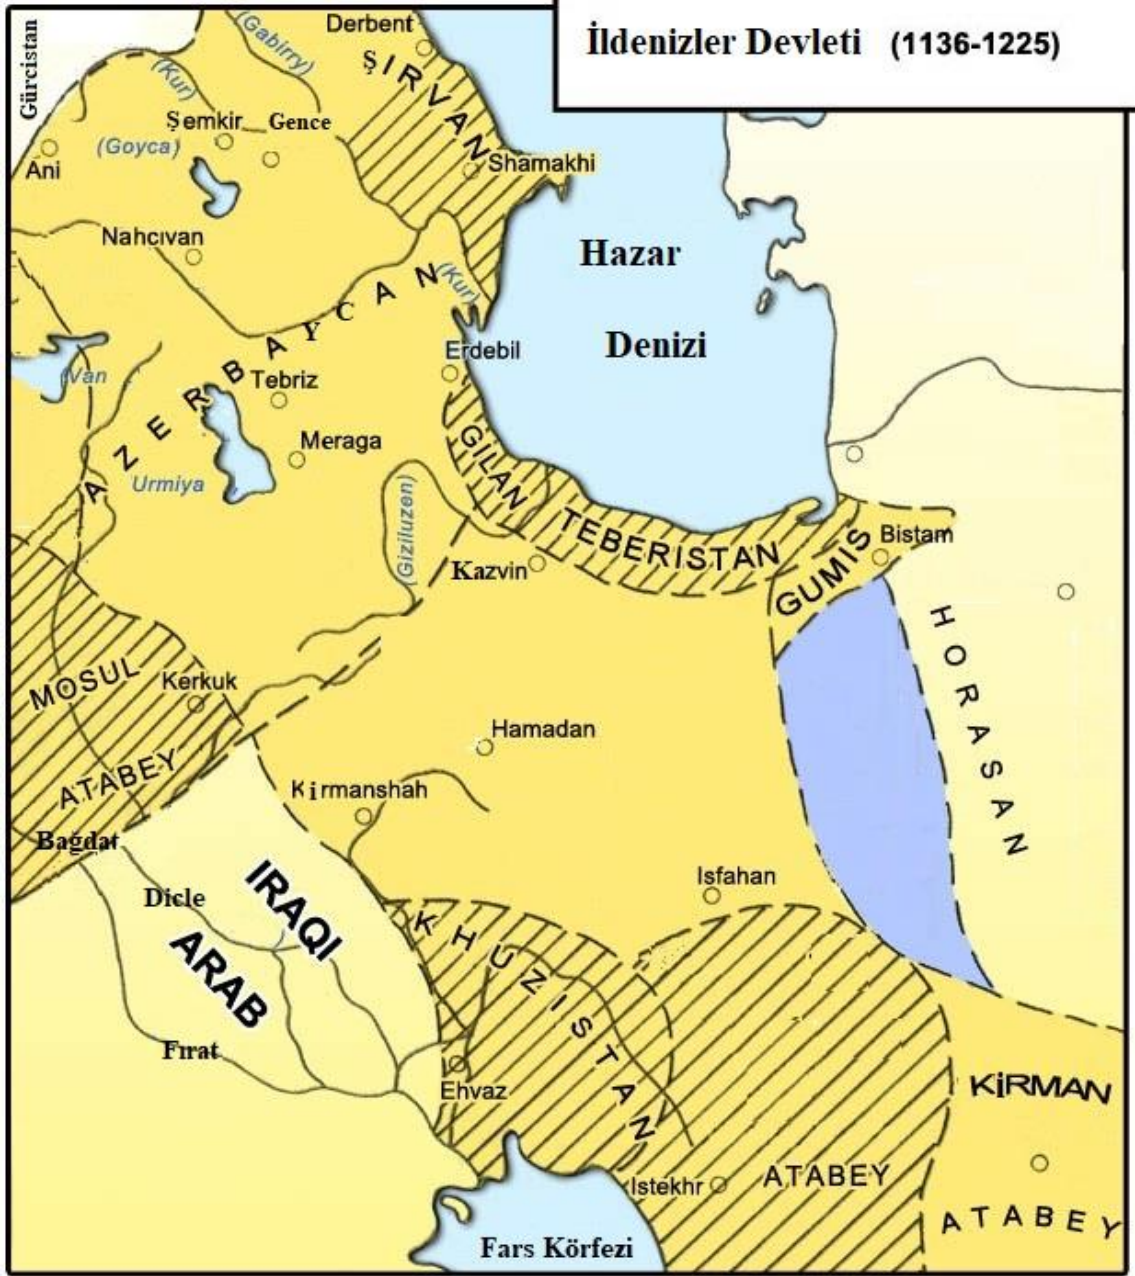 İldenizler Devleti (1136-1225)
Gürcistan
(Gabirry)
Derbent
ŞIRVAN
(Kur)
Şemkir
Gence
(Goyca)
Ani
Shamakhi
Nahcıvan
Hazar
Denizi
AZERBAYCAN
(Kur)
Erdebil
(Van
Tebriz
Meraga
Urmiya
GILAN
(Giziluzen)
TEBERISTAN
Bistam
GUMIS
Kazvin
HORASAN
MOSUL
Kerkuk
Hamadan
ATABEY
Kirmanshah
Bağdat
Isfahan
Dicle
IRAQI
ARAB
KHUZISTAN
Fırat
Ehvaz
KİRMAN
Istekhr
ATABEY
ATABEY
Fars Körfezi